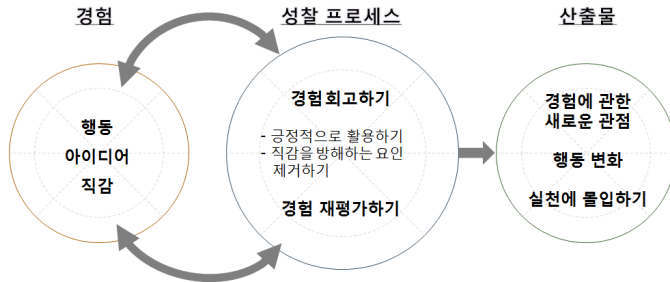 경험
성찰 프로세스
산출물
행동
아이디어
직감
경험회고하기
- 긍정적으로 활용하기
- 직감을 방해하는 요인
제거하기
경험 재평가하기
경험에 관한
새로운 관점
행동 변화
실천에 몰입하기